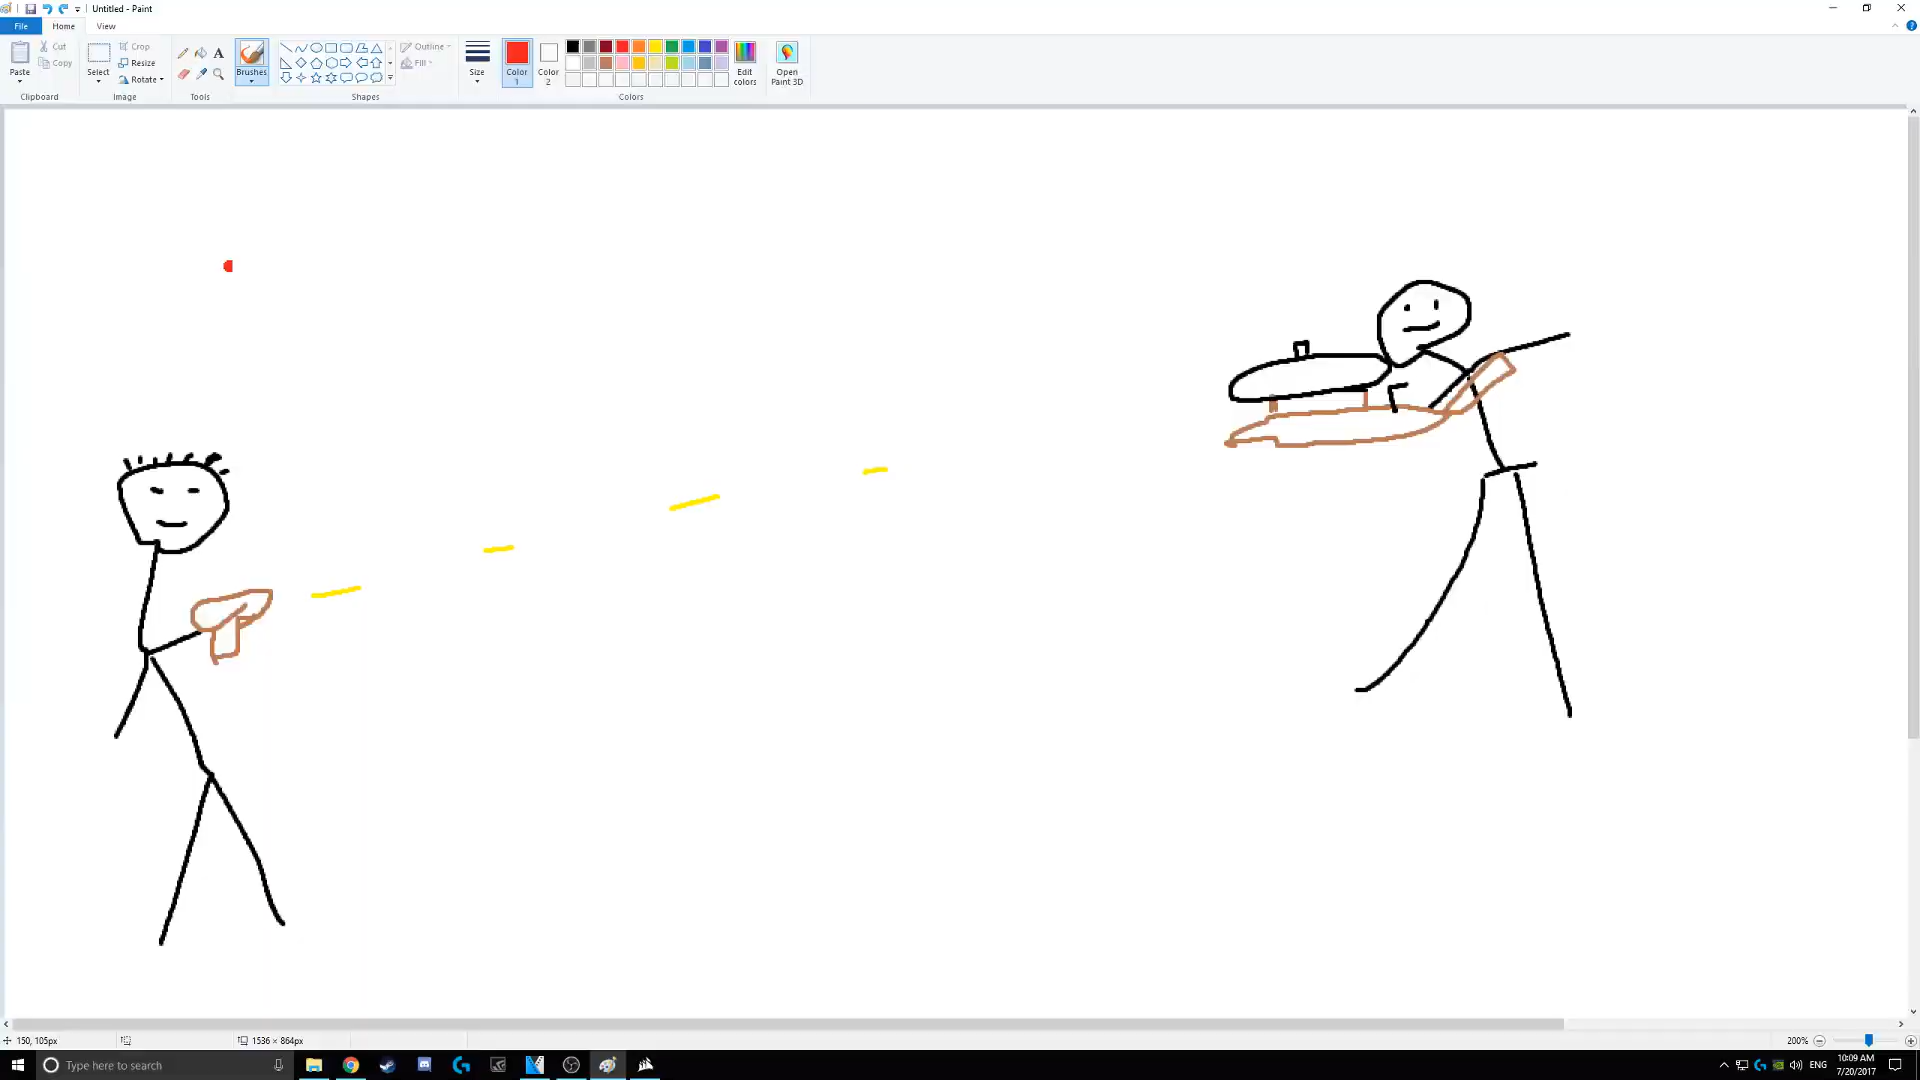 Untitled - Paint
File Home View
Paste
Cut
Copy
Clipboard
Select
Crop
Resize
Rotate
Image
A
Tools
Brushes
Outline
Fill
Shapes
Size
Color 1
Color 2
Edit colors
Colors
Open Paint 3D
150, 105px
1536 × 864px
200%
Type here to search
ENG
10:09 AM
7/20/2017